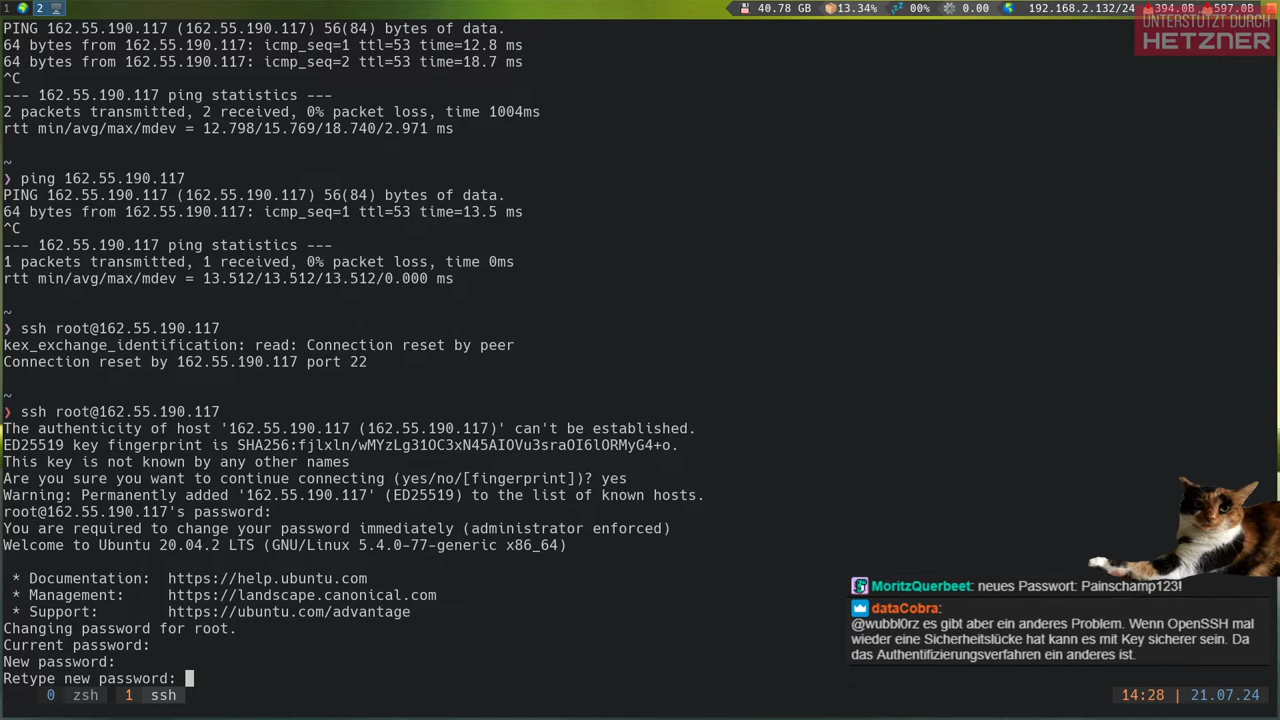 1 2 40.78 GB 13.34% 00% 0.00 192.168.2.132/24 394.0B 597.0B
UNTERSTÜTZT DURCH
HETZNER
PING 162.55.190.117 (162.55.190.117) 56(84) bytes of data.
64 bytes from 162.55.190.117: icmp_seq=1 ttl=53 time=12.8 ms
64 bytes from 162.55.190.117: icmp_seq=2 ttl=53 time=18.7 ms
^C
--- 162.55.190.117 ping statistics ---
2 packets transmitted, 2 received, 0% packet loss, time 1004ms
rtt min/avg/max/mdev = 12.798/15.769/18.740/2.971 ms
~
❯ ping 162.55.190.117
PING 162.55.190.117 (162.55.190.117) 56(84) bytes of data.
64 bytes from 162.55.190.117: icmp_seq=1 ttl=53 time=13.5 ms
^C
--- 162.55.190.117 ping statistics ---
1 packets transmitted, 1 received, 0% packet loss, time 0ms
rtt min/avg/max/mdev = 13.512/13.512/13.512/0.000 ms
~
❯ ssh root@162.55.190.117
kex_exchange_identification: read: Connection reset by peer
Connection reset by 162.55.190.117 port 22
~
❯ ssh root@162.55.190.117
The authenticity of host '162.55.190.117 (162.55.190.117)' can't be established.
ED25519 key fingerprint is SHA256:fjlxln/wMYzLg31OC3xN45AIOVu3sraOI6lORMyG4+o.
This key is not known by any other names
Are you sure you want to continue connecting (yes/no/[fingerprint])? yes
Warning: Permanently added '162.55.190.117' (ED25519) to the list of known hosts.
root@162.55.190.117's password:
You are required to change your password immediately (administrator enforced)
Welcome to Ubuntu 20.04.2 LTS (GNU/Linux 5.4.0-77-generic x86_64)
* Documentation: https://help.ubuntu.com
* Management: https://landscape.canonical.com
* Support: https://ubuntu.com/advantage
Changing password for root.
Current password:
New password:
Retype new password:
MoritzQuerbeet: neues Passwort: Painschamp123!
dataCobra:
@wubbl0rz es gibt aber ein anderes Problem. Wenn OpenSSH mal
wieder eine Sicherheitslücke hat kann es mit Key sicherer sein. Da
das Authentifizierungsverfahren ein anderes ist.
0 zsh 1 ssh
14:28 | 21.07.24